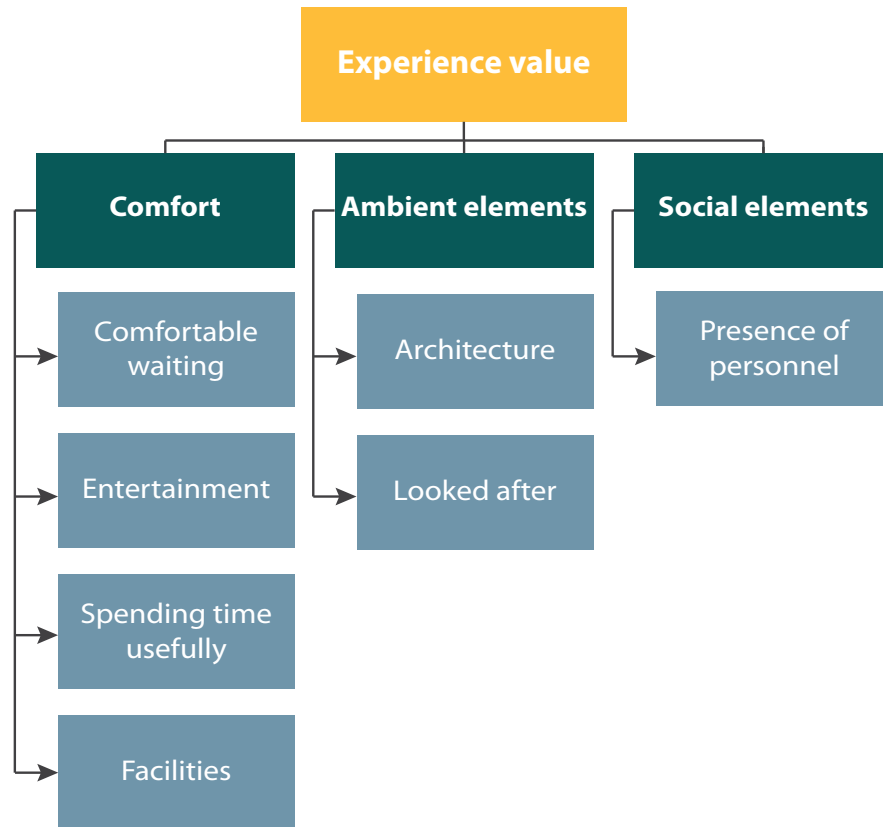 Experience value
Comfort
Ambient elements
Social elements
Comfortable
waiting
Entertainment
Spending time
usefully
Facilities
Architecture
Looked after
Presence of
personnel